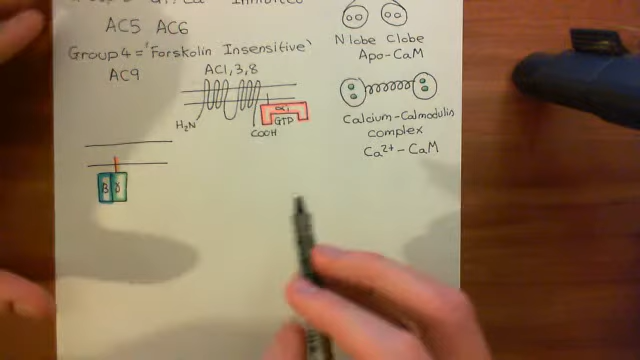 AC5 AC6
Group 4 = 'Forskolin Insensitive'
AC9
AC1,3,8
H₂N
COOH
αi
GTP
β γ
N lobe C lobe
Apo-CaM
Calcium-Calmodulin
complex
Ca²⁺-CaM